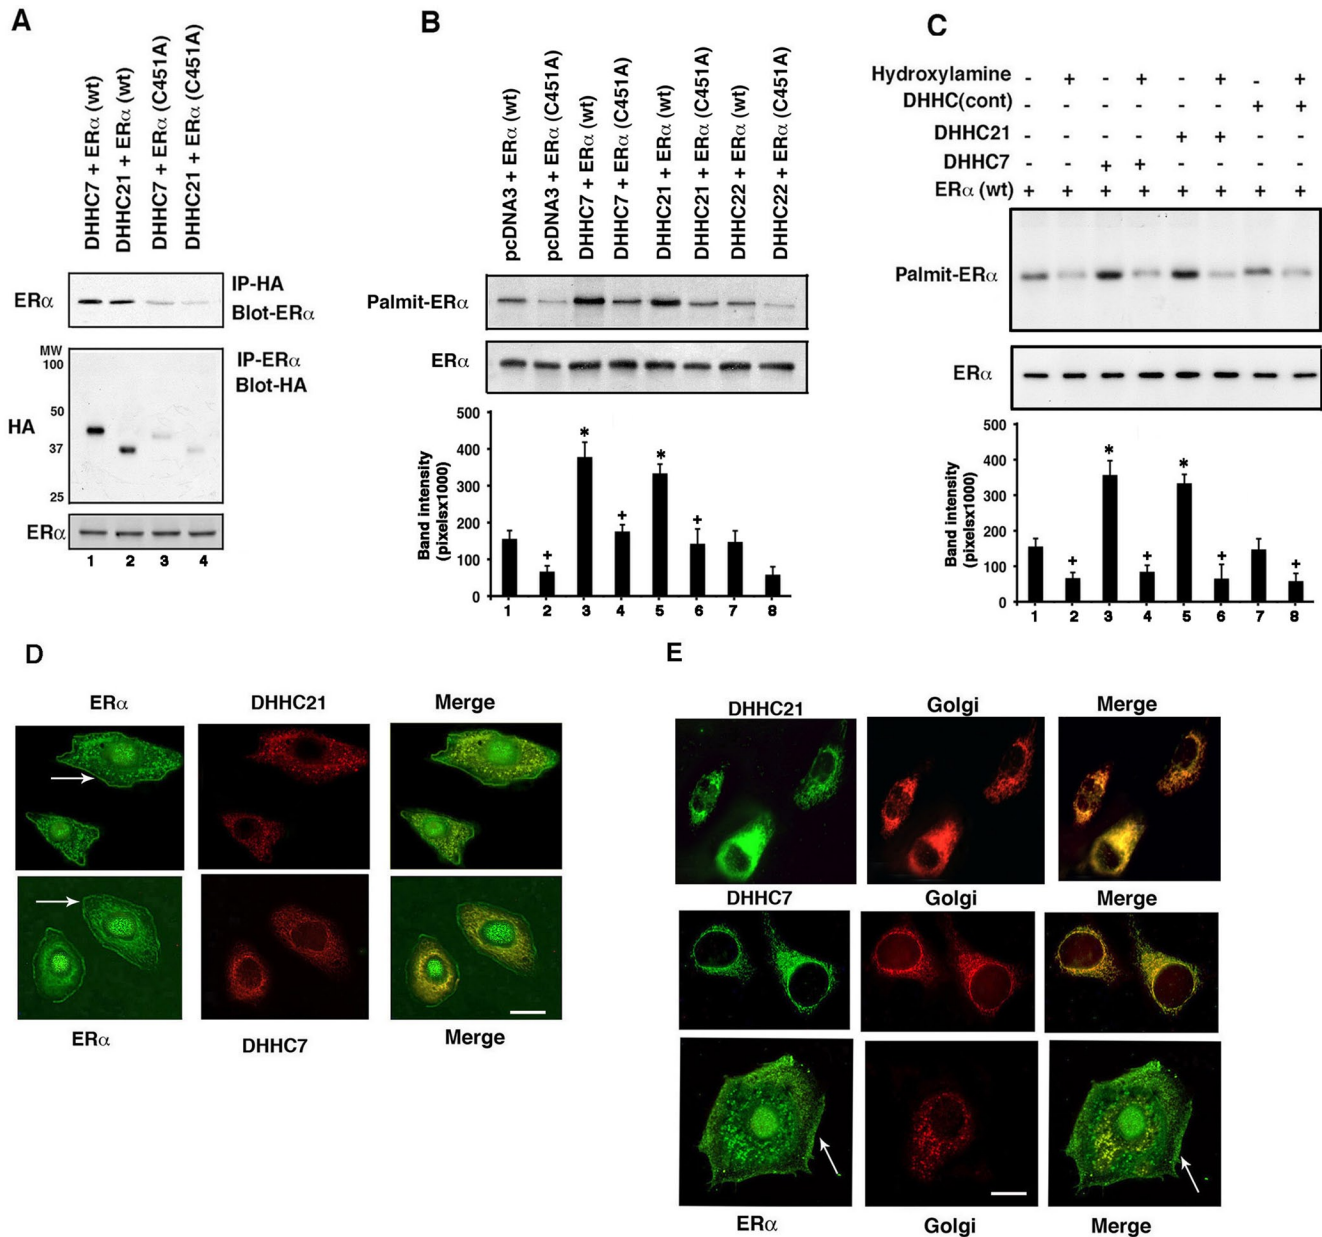 A
DHHC7 + ERα (wt)
DHHC21 + ERα (wt)
DHHC7 + ERα (C451A)
DHHC21 + ERα (C451A)
ERα
IP-HA
Blot-ERα
MW
100
50
37
25
HA
IP-ERα
Blot-HA
ERα
1 2 3 4
B
pcDNA3 + ERα (wt)
pcDNA3 + ERα (C451A)
DHHC7 + ERα (wt)
DHHC7 + ERα (C451A)
DHHC21 + ERα (wt)
DHHC21 + ERα (C451A)
DHHC22 + ERα (wt)
DHHC22 + ERα (C451A)
Palmit-ERα
ERα
Band intensity
(pixelsx1000)
500
400
300
200
100
0
+ * + * +
1 2 3 4 5 6 7 8
C
Hydroxylamine - + - + - + - +
DHHC(cont) - - - - - - + +
DHHC21 - - - - + + - -
DHHC7 - - + + - - - -
ERα (wt) + + + + + + + +
Palmit-ERα
ERα
Band intensity
(pixelsx1000)
500
400
300
200
100
0
+ * + * + +
1 2 3 4 5 6 7 8
D
ERα DHHC21 Merge
ERα DHHC7 Merge
E
DHHC21 Golgi Merge
DHHC7 Golgi Merge
ERα Golgi Merge